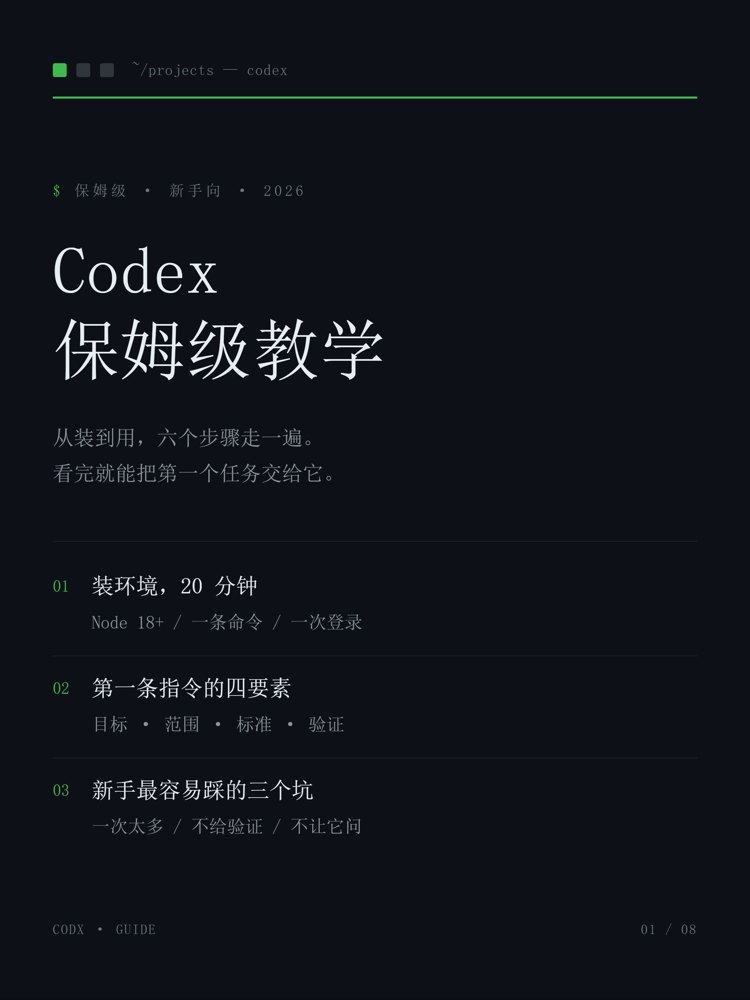 ~/projects — codex
$ 保姆级 • 新手向 • 2026
Codex
保姆级教学
从装到用，六个步骤走一遍。
看完就能把第一个任务交给它。
01 装环境，20 分钟
Node 18+ / 一条命令 / 一次登录
02 第一条指令的四要素
目标 • 范围 • 标准 • 验证
03 新手最容易踩的三个坑
一次太多 / 不给验证 / 不让它问
CODX • GUIDE
01 / 08